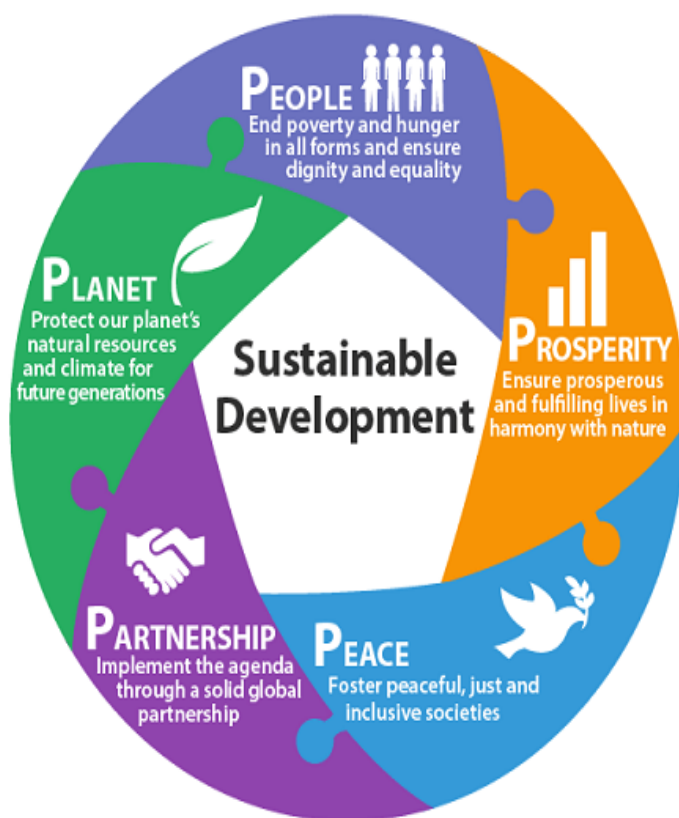 PEOPLE
End poverty and hunger
in all forms and ensure
dignity and equality
PROSPERITY
Ensure prosperous
and fulfilling lives in
harmony with nature
PEACE
Foster peaceful, just and
inclusive societies
PARTNERSHIP
Implement the agenda
through a solid global
partnership
PLANET
Protect our planet's
natural resources
and climate for
future generations
Sustainable
Development